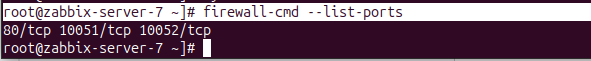 root@zabbix-server-7 ~]# firewall-cmd --list-ports
80/tcp 10051/tcp 10052/tcp
root@zabbix-server-7 ~]#